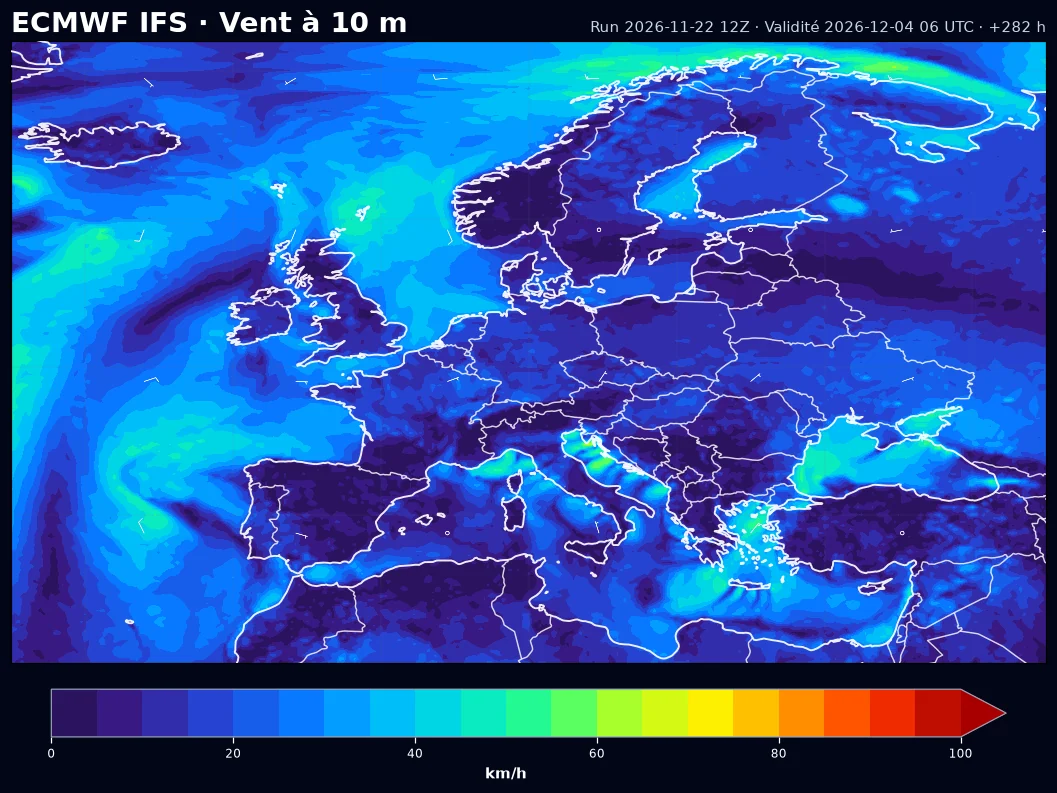 ECMWF IFS · Vent à 10 m
Run 2026-11-22 12Z · Validité 2026-12-04 06 UTC · +282 h
0 20 40 60 80 100
km/h